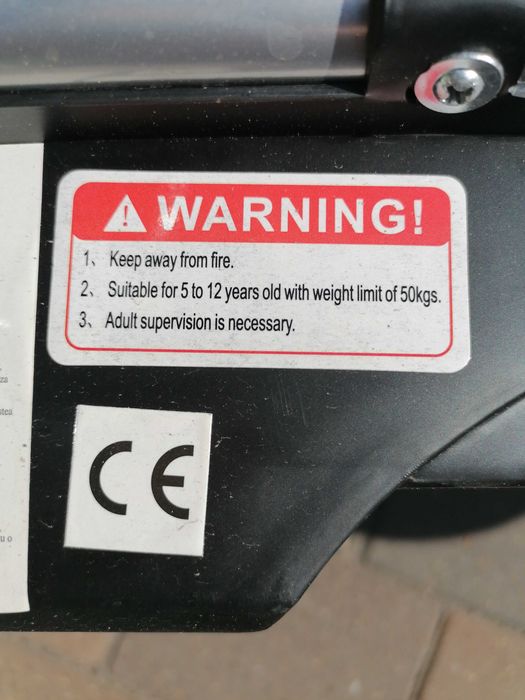 WARNING!
1、 Keep away from fire.
2、 Suitable for 5 to 12 years old with weight limit of 50kgs.
3、 Adult supervision is necessary.
za
CE
u o